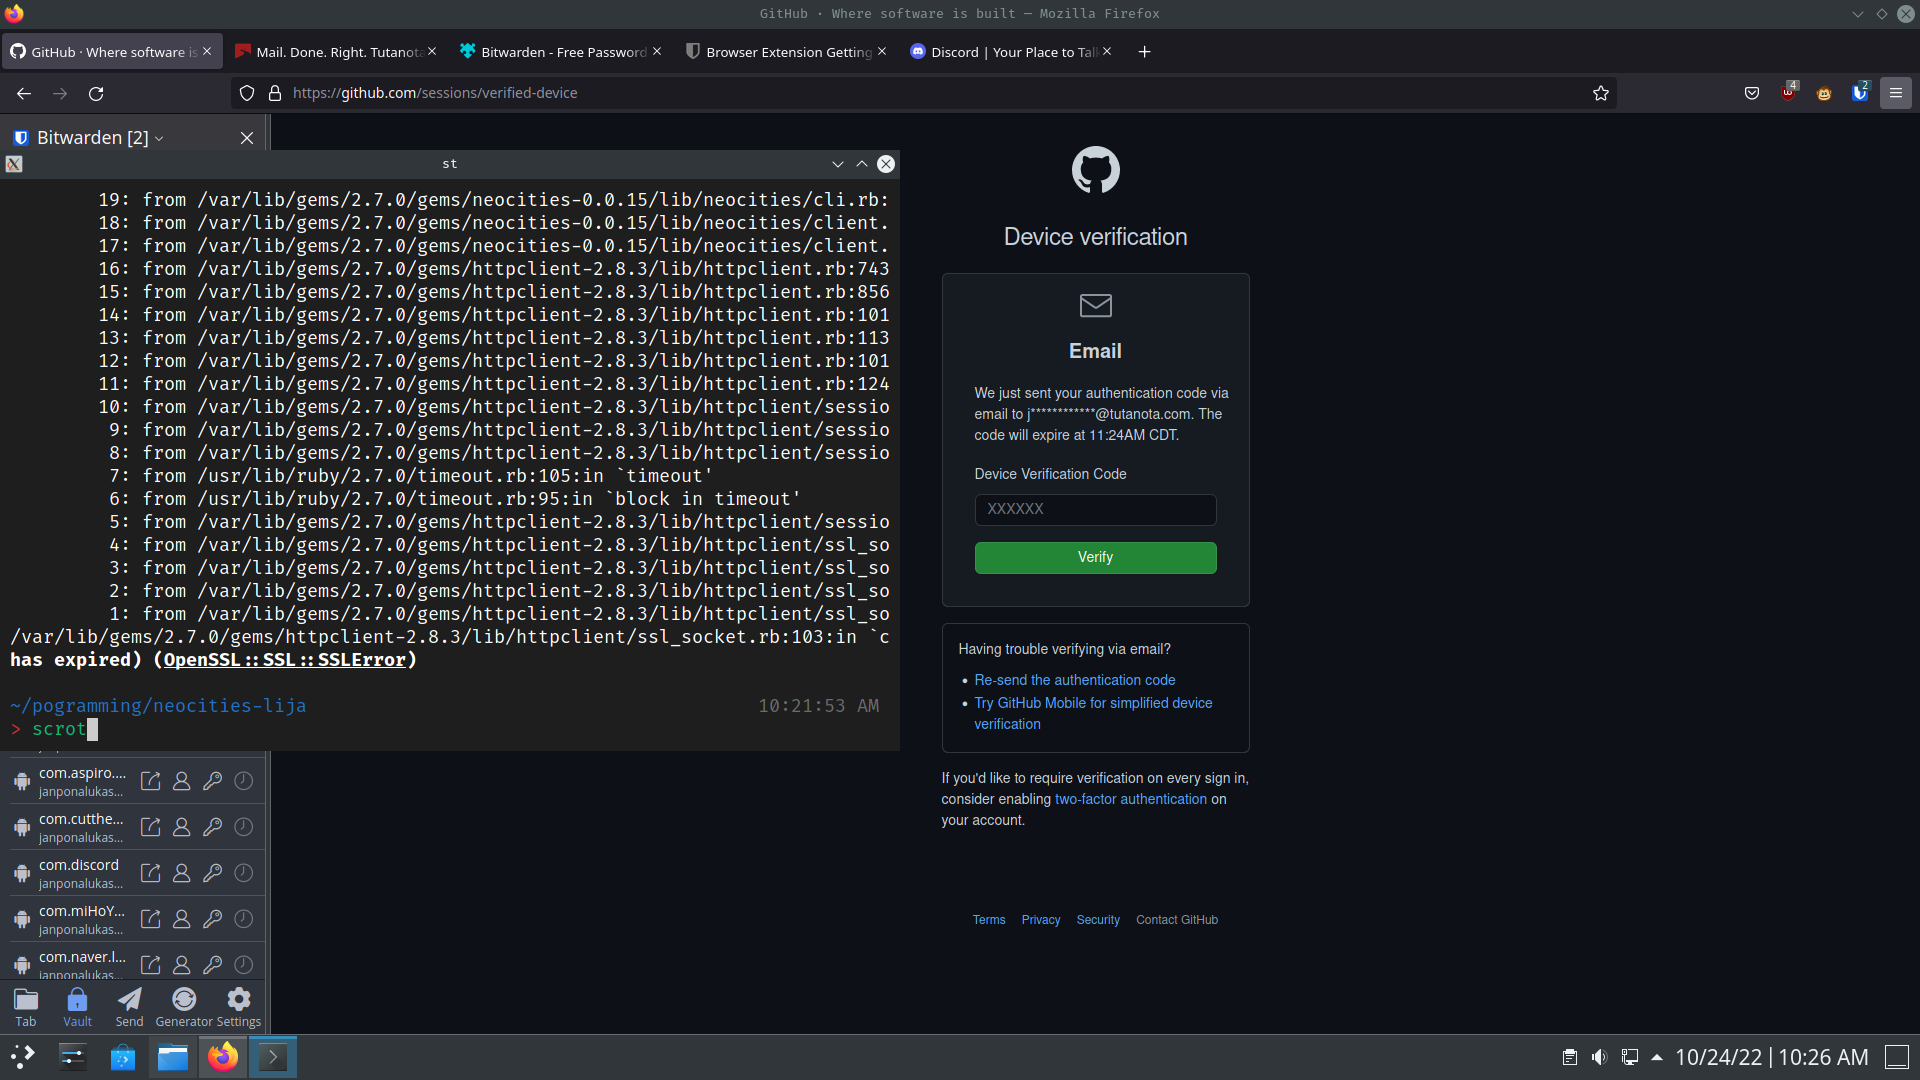 GitHub · Where software is built — Mozilla Firefox
GitHub · Where software is
Mail. Done. Right. Tutanota
Bitwarden - Free Password
Browser Extension Getting
Discord | Your Place to Talk
https://github.com/sessions/verified-device
4
2
Bitwarden [2]
st
19: from /var/lib/gems/2.7.0/gems/neocities-0.0.15/lib/neocities/cli.rb:
18: from /var/lib/gems/2.7.0/gems/neocities-0.0.15/lib/neocities/client.
17: from /var/lib/gems/2.7.0/gems/neocities-0.0.15/lib/neocities/client.
16: from /var/lib/gems/2.7.0/gems/httpclient-2.8.3/lib/httpclient.rb:743
15: from /var/lib/gems/2.7.0/gems/httpclient-2.8.3/lib/httpclient.rb:856
14: from /var/lib/gems/2.7.0/gems/httpclient-2.8.3/lib/httpclient.rb:101
13: from /var/lib/gems/2.7.0/gems/httpclient-2.8.3/lib/httpclient.rb:113
12: from /var/lib/gems/2.7.0/gems/httpclient-2.8.3/lib/httpclient.rb:101
11: from /var/lib/gems/2.7.0/gems/httpclient-2.8.3/lib/httpclient.rb:124
10: from /var/lib/gems/2.7.0/gems/httpclient-2.8.3/lib/httpclient/sessio
9: from /var/lib/gems/2.7.0/gems/httpclient-2.8.3/lib/httpclient/sessio
8: from /var/lib/gems/2.7.0/gems/httpclient-2.8.3/lib/httpclient/sessio
7: from /usr/lib/ruby/2.7.0/timeout.rb:105:in `timeout'
6: from /usr/lib/ruby/2.7.0/timeout.rb:95:in `block in timeout'
5: from /var/lib/gems/2.7.0/gems/httpclient-2.8.3/lib/httpclient/sessio
4: from /var/lib/gems/2.7.0/gems/httpclient-2.8.3/lib/httpclient/ssl_so
3: from /var/lib/gems/2.7.0/gems/httpclient-2.8.3/lib/httpclient/ssl_so
2: from /var/lib/gems/2.7.0/gems/httpclient-2.8.3/lib/httpclient/ssl_so
1: from /var/lib/gems/2.7.0/gems/httpclient-2.8.3/lib/httpclient/ssl_so
/var/lib/gems/2.7.0/gems/httpclient-2.8.3/lib/httpclient/ssl_socket.rb:103:in `c
has expired) (OpenSSL::SSL::SSLError)
~/pogramming/neocities-lija 10:21:53 AM
> scrot
com.aspiro....
janponalukas...
com.cutthe...
janponalukas...
com.discord
janponalukas...
com.miHoY...
janponalukas...
com.naver.l...
janponalukas...
Tab
Vault
Send
Generator
Settings
Device verification
Email
We just sent your authentication code via
email to j************@tutanota.com. The
code will expire at 11:24AM CDT.
Device Verification Code
XXXXXX
Verify
Having trouble verifying via email?
• Re-send the authentication code
• Try GitHub Mobile for simplified device
verification
If you'd like to require verification on every sign in,
consider enabling two-factor authentication on
your account.
Terms
Privacy
Security
Contact GitHub
10/24/22 | 10:26 AM